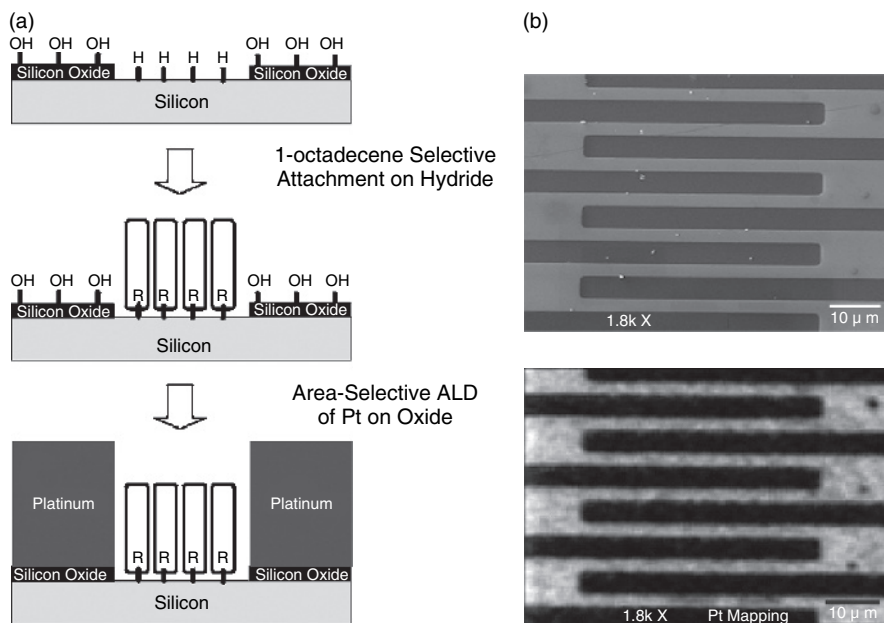 (a)
OH OH OH H H H H OH OH OH
Silicon Oxide Silicon Oxide
Silicon
1-octadecene Selective
Attachment on Hydride
OH OH OH R R R R OH OH OH
Silicon Oxide Silicon Oxide
Silicon
Area-Selective ALD
of Pt on Oxide
Platinum Platinum
R R R R
Silicon Oxide Silicon Oxide
Silicon
(b)
1.8k X 10 μ m
1.8k X Pt Mapping 10 μ m